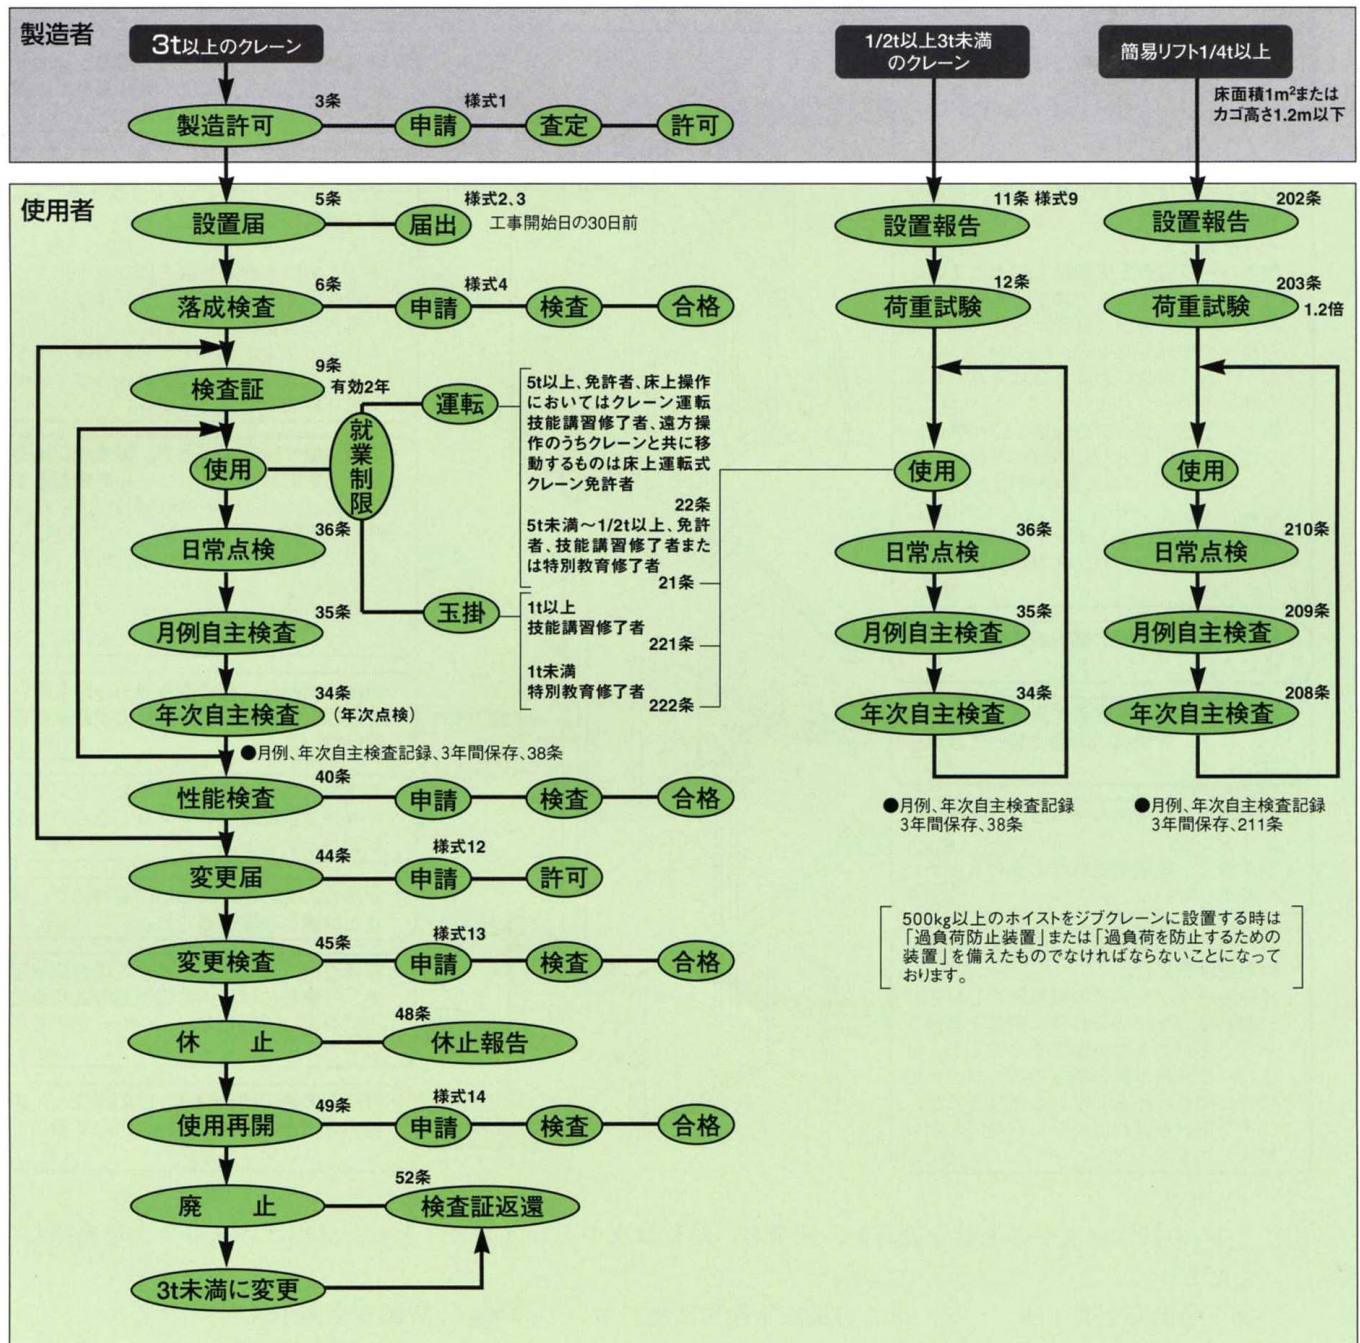 製造者
3t以上のクレーン
1/2t以上3t未満
のクレーン
簡易リフト1/4t以上
床面積1m²または
カゴ高さ1.2m以下
3条
様式1
製造許可
申請
査定
許可
使用者
5条
様式2、3
設置届
届出
工事開始日の30日前
11条 様式9
設置報告
202条
設置報告
6条
様式4
落成検査
申請
検査
合格
12条
荷重試験
203条
荷重試験
1.2倍
9条
検査証
有効2年
使用
就業制限
運転
5t以上、免許者、床上操作
においてはクレーン運転
技能講習修了者、遠方操
作のうちクレーンと共に移
動するものは床上運転式
クレーン免許者
22条
5t未満～1/2t以上、免許
者、技能講習修了者また
は特別教育修了者
21条
玉掛
1t以上
技能講習修了者
221条
1t未満
特別教育修了者
222条
使用
使用
36条
日常点検
36条
日常点検
210条
日常点検
35条
月例自主検査
35条
月例自主検査
209条
月例自主検査
34条
年次自主検査
(年次点検)
34条
年次自主検査
208条
年次自主検査
●月例、年次自主検査記録、3年間保存、38条
●月例、年次自主検査記録
3年間保存、38条
●月例、年次自主検査記録
3年間保存、211条
40条
性能検査
申請
検査
合格
44条
様式12
変更届
申請
許可
500kg以上のホイストをジブクレーンに設置する時は
「過負荷防止装置」または「過負荷を防止するための
装置」を備えたものでなければならないことになって
おります。
45条
様式13
変更検査
申請
検査
合格
48条
休 止
休止報告
49条
様式14
使用再開
申請
検査
合格
52条
廃 止
検査証返還
3t未満に変更